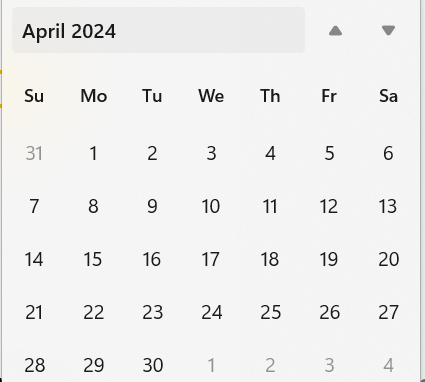 April 2024
Su Mo Tu We Th Fr Sa
31 1 2 3 4 5 6
7 8 9 10 11 12 13
14 15 16 17 18 19 20
21 22 23 24 25 26 27
28 29 30 1 2 3 4